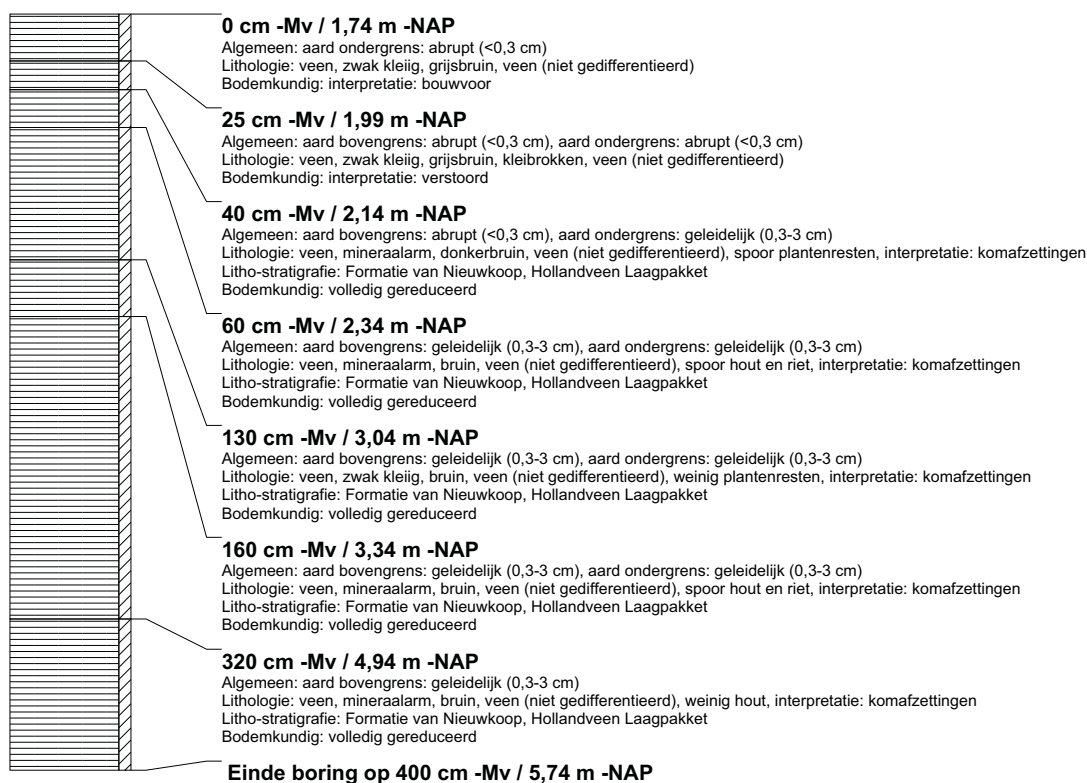 0 cm -Mv / 1,74 m -NAP
Algemeen: aard ondergrens: abrupt (<0,3 cm)
Lithologie: veen, zwak kleiig, grijsbruin, veen (niet gedifferentieerd)
Bodemkundig: interpretatie: bouwvoor
25 cm -Mv / 1,99 m -NAP
Algemeen: aard bovengrens: abrupt (<0,3 cm), aard ondergrens: abrupt (<0,3 cm)
Lithologie: veen, zwak kleiig, grijsbruin, kleibrokken, veen (niet gedifferentieerd)
Bodemkundig: interpretatie: verstoord
40 cm -Mv / 2,14 m -NAP
Algemeen: aard bovengrens: abrupt (<0,3 cm), aard ondergrens: geleidelijk (0,3-3 cm)
Lithologie: veen, mineraalarm, donkerbruin, veen (niet gedifferentieerd), spoor plantenresten, interpretatie: komafzettingen
Litho-stratigrafie: Formatie van Nieuwkoop, Hollandveen Laagpakket
Bodemkundig: volledig gereduceerd
60 cm -Mv / 2,34 m -NAP
Algemeen: aard bovengrens: geleidelijk (0,3-3 cm), aard ondergrens: geleidelijk (0,3-3 cm)
Lithologie: veen, mineraalarm, bruin, veen (niet gedifferentieerd), spoor hout en riet, interpretatie: komafzettingen
Litho-stratigrafie: Formatie van Nieuwkoop, Hollandveen Laagpakket
Bodemkundig: volledig gereduceerd
130 cm -Mv / 3,04 m -NAP
Algemeen: aard bovengrens: geleidelijk (0,3-3 cm), aard ondergrens: geleidelijk (0,3-3 cm)
Lithologie: veen, zwak kleiig, bruin, veen (niet gedifferentieerd), weinig plantenresten, interpretatie: komafzettingen
Litho-stratigrafie: Formatie van Nieuwkoop, Hollandveen Laagpakket
Bodemkundig: volledig gereduceerd
160 cm -Mv / 3,34 m -NAP
Algemeen: aard bovengrens: geleidelijk (0,3-3 cm), aard ondergrens: geleidelijk (0,3-3 cm)
Lithologie: veen, mineraalarm, bruin, veen (niet gedifferentieerd), spoor hout en riet, interpretatie: komafzettingen
Litho-stratigrafie: Formatie van Nieuwkoop, Hollandveen Laagpakket
Bodemkundig: volledig gereduceerd
320 cm -Mv / 4,94 m -NAP
Algemeen: aard bovengrens: geleidelijk (0,3-3 cm)
Lithologie: veen, mineraalarm, bruin, veen (niet gedifferentieerd), weinig hout, interpretatie: komafzettingen
Litho-stratigrafie: Formatie van Nieuwkoop, Hollandveen Laagpakket
Bodemkundig: volledig gereduceerd
Einde boring op 400 cm -Mv / 5,74 m -NAP